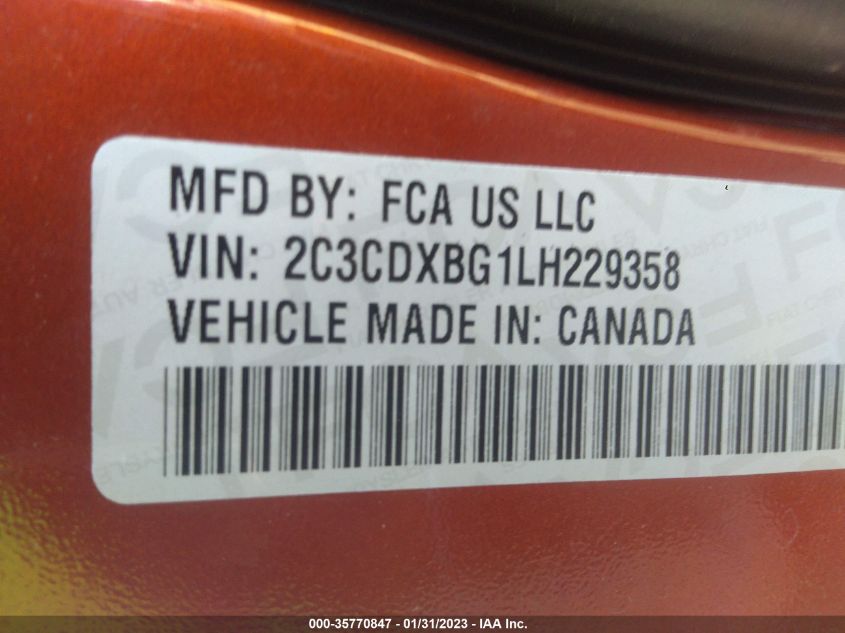 MFD BY: FCA US LLC
VIN: 2C3CDXBG1LH229358
VEHICLE MADE IN: CANADA
000-35770847 - 01/31/2023 - IAA Inc.